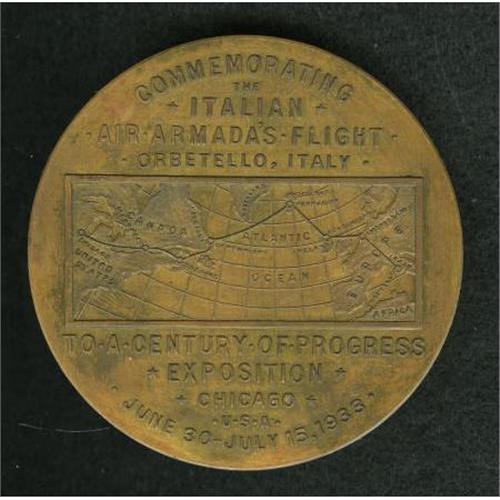 COMMEMORATING
THE
ITALIAN
AIR·ARMADA'S·FLIGHT
ORBETELLO, ITALY
CANADA
ATLANTIC
OCEAN
UNITED
STATES
EUROPE
AFRICA
TO·A·CENTURY·OF·PROGRESS
EXPOSITION
CHICAGO
·U·S·A·
JUNE 30-JULY 15, 1933